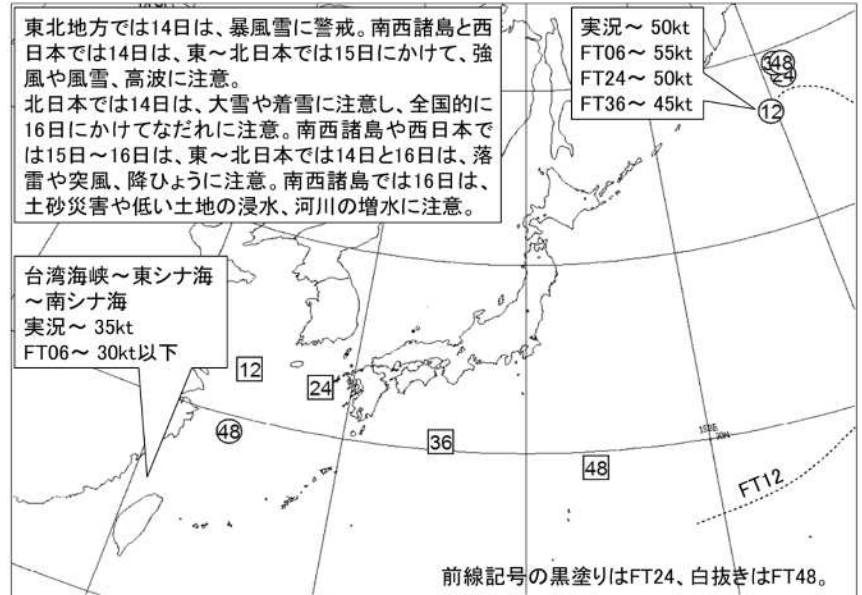 東北地方では14日は、暴風雪に警戒。南西諸島と西
日本では14日は、東～北日本では15日にかけて、強
風や風雪、高波に注意。
北日本では14日は、大雪や着雪に注意し、全国的に
16日にかけてなだれに注意。南西諸島や西日本で
は15日～16日は、東～北日本では14日と16日は、落
雷や突風、降ひょうに注意。南西諸島では16日は、
土砂災害や低い土地の浸水、河川の増水に注意。
実況～ 50kt
FT06～ 55kt
FT24～ 50kt
FT36～ 45kt
48
12
台湾海峡～東シナ海
～南シナ海
実況～ 35kt
FT06～ 30kt以下
12
24
48
36
48
FT12
前線記号の黒塗りはFT24、白抜きはFT48。